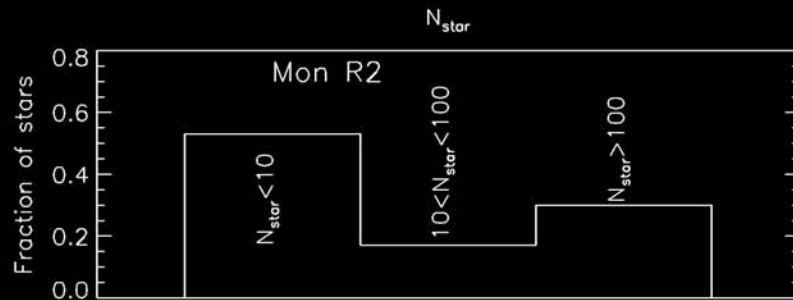 N_star
0.8
Mon R2
0.6
0.4
0.2
0.0
Fraction of stars
N_star<10
10<N_star<100
N_star>100